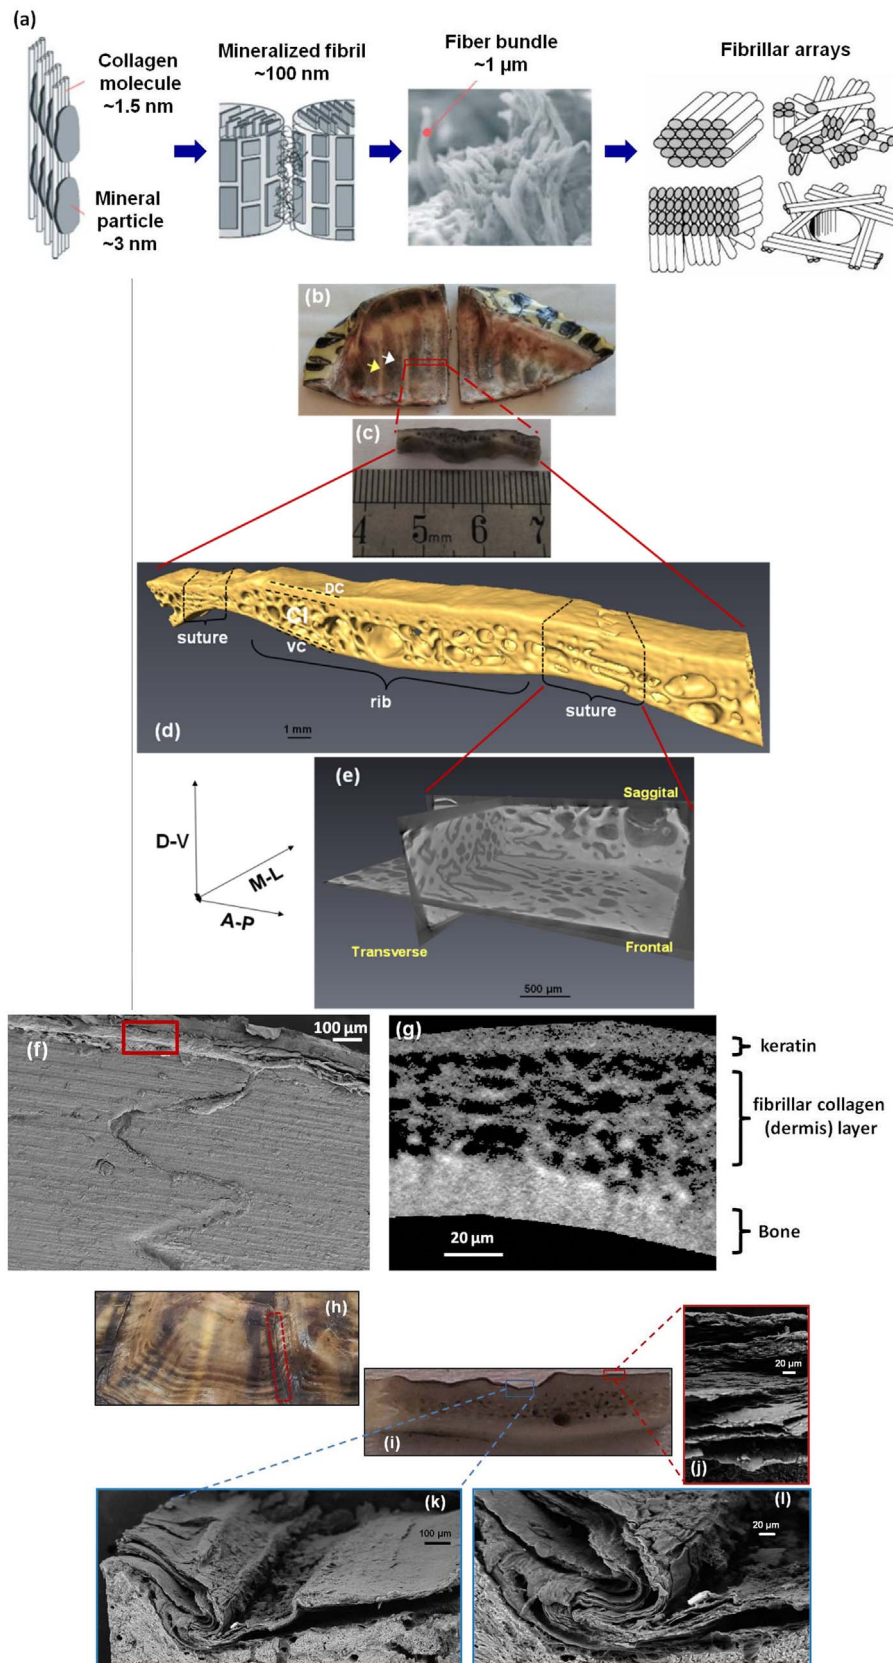 (a)
Collagen
molecule
~1.5 nm
Mineral
particle
~3 nm
Mineralized fibril
~100 nm
Fiber bundle
~1 µm
Fibrillar arrays
(b)
(c)
4 5mm 6 7
DC
CI
VC
suture
rib
suture
(d)
1 mm
(e)
Saggital
Transverse
Frontal
500 µm
D-V
M-L
A-P
(f)
100 µm
(g)
keratin
fibrillar collagen
(dermis) layer
Bone
20 µm
(h)
(i)
20 µm
(j)
(k)
100 µm
(l)
20 µm